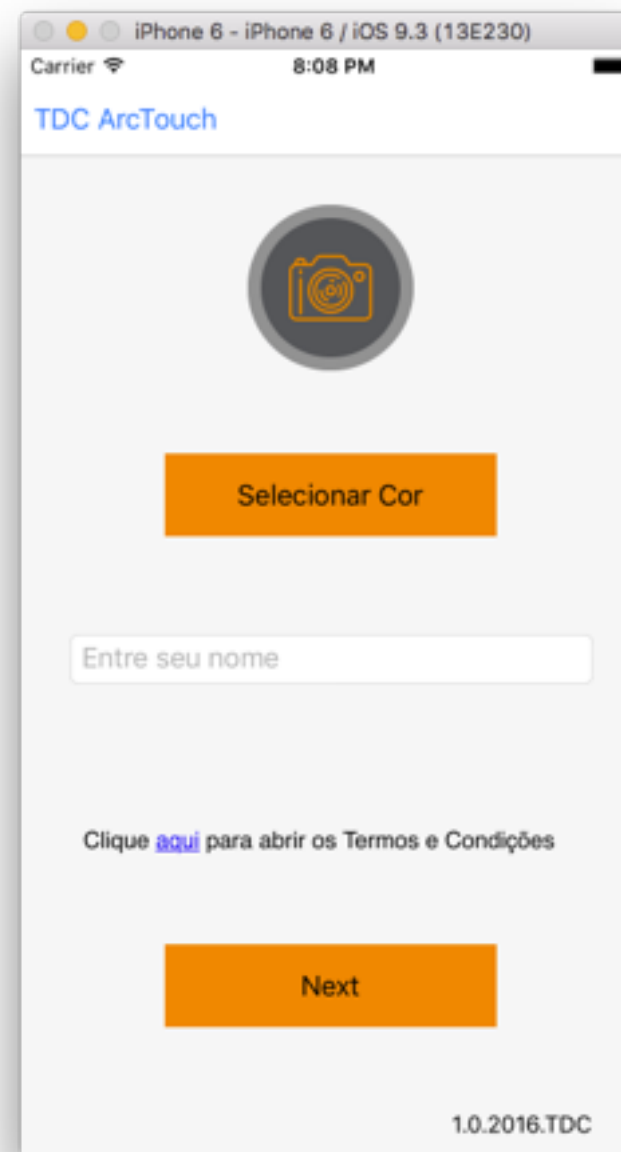 iPhone 6 - iPhone 6 / iOS 9.3 (13E230)
Carrier 8:08 PM
TDC ArcTouch
Selecionar Cor
Entre seu nome
Clique aqui para abrir os Termos e Condições
Next
1.0.2016.TDC